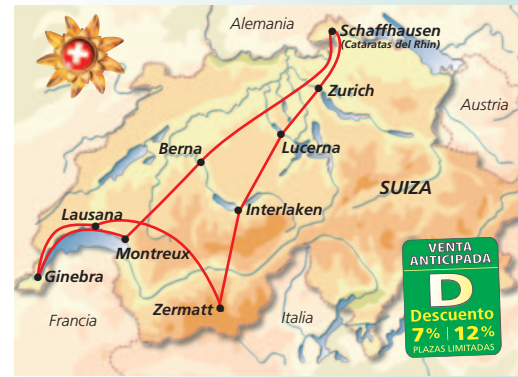 Alemania
Schaffhausen
(Cataratas del Rhin)
Zurich
Austria
Berna
Lucerna
SUIZA
Lausana
Interlaken
Montreux
Ginebra
Zermatt
Francia
Italia
VENTA
ANTICIPADA
D
Descuento
7% | 12%
PLAZAS LIMITADAS